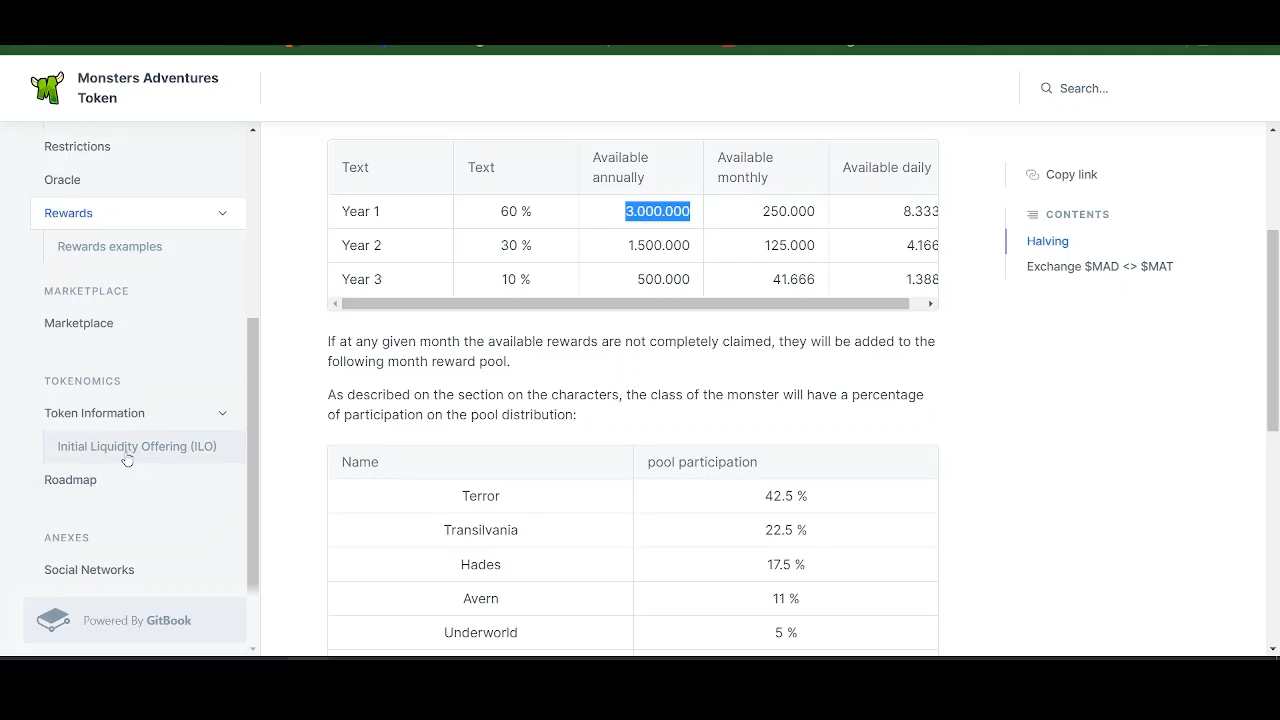 Monsters Adventures
Token
Search...
Restrictions
Oracle
Rewards
Rewards examples
MARKETPLACE
Marketplace
TOKENOMICS
Token Information
Initial Liquidity Offering (ILO)
Roadmap
ANEXES
Social Networks
Powered By GitBook
Text Text Available annually Available monthly Available daily
Year 1 60 % 3.000.000 250.000 8.333
Year 2 30 % 1.500.000 125.000 4.166
Year 3 10 % 500.000 41.666 1.388
If at any given month the available rewards are not completely claimed, they will be added to the
following month reward pool.
As described on the section on the characters, the class of the monster will have a percentage
of participation on the pool distribution:
Name pool participation
Terror 42.5 %
Transilvania 22.5 %
Hades 17.5 %
Avern 11 %
Underworld 5 %
Copy link
CONTENTS
Halving
Exchange $MAD <> $MAT